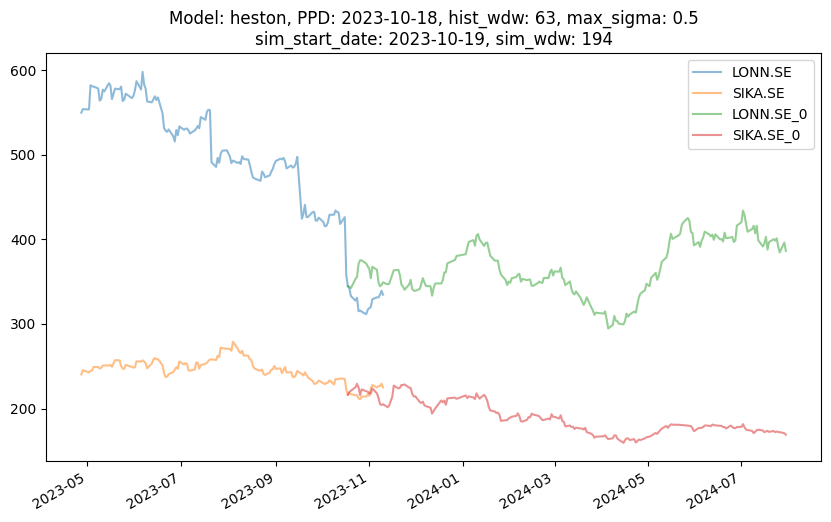 Model: heston, PPD: 2023-10-18, hist_wdw: 63, max_sigma: 0.5
sim_start_date: 2023-10-19, sim_wdw: 194
LONN.SE
SIKA.SE
LONN.SE_0
SIKA.SE_0
600
500
400
300
200
2023-05
2023-07
2023-09
2023-11
2024-01
2024-03
2024-05
2024-07